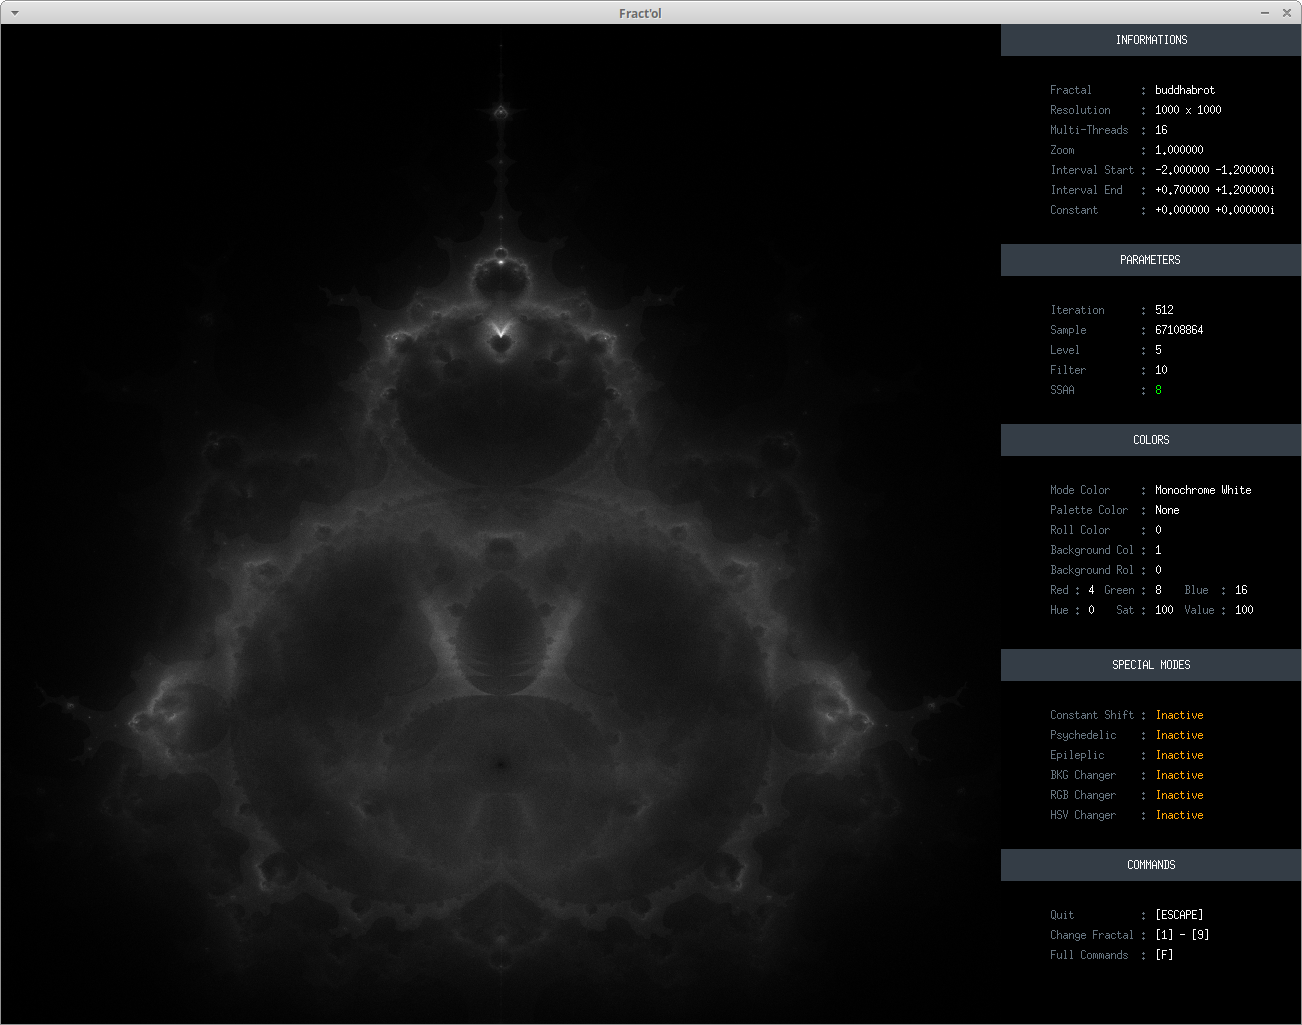 Fract'ol
INFORMATIONS
Fractal : buddhabrot
Resolution : 1000 x 1000
Multi-Threads : 16
Zoom : 1.000000
Interval Start : -2.000000 -1.200000i
Interval End : +0.700000 +1.200000i
Constant : +0.000000 +0.000000i
PARAMETERS
Iteration : 512
Sample : 67108864
Level : 5
Filter : 10
SSAA : 8
COLORS
Mode Color : Monochrome White
Palette Color : None
Roll Color : 0
Background Col : 1
Background Rol : 0
Red : 4 Green : 8 Blue : 16
Hue : 0 Sat : 100 Value : 100
SPECIAL MODES
Constant Shift : Inactive
Psychedelic : Inactive
Epileplic : Inactive
BKG Changer : Inactive
RGB Changer : Inactive
HSV Changer : Inactive
COMMANDS
Quit : [ESCAPE]
Change Fractal : [1] - [9]
Full Commands : [F]